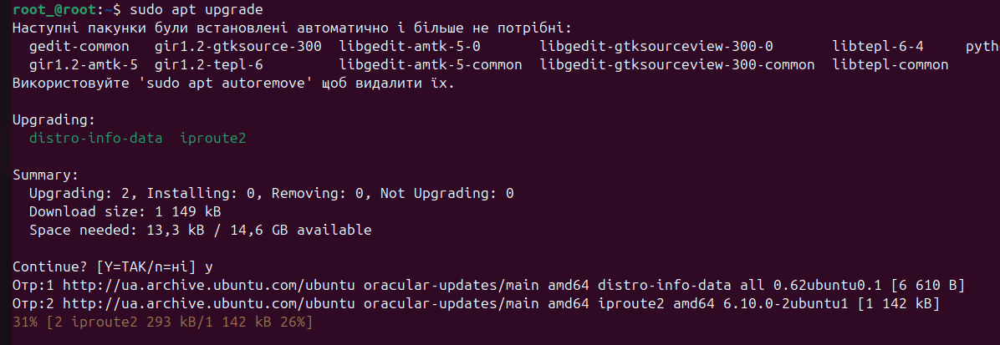 root_@root:~$ sudo apt upgrade
Наступні пакунки були встановлені автоматично і більше не потрібні:
gedit-common gir1.2-gtksource-300 libgedit-amtk-5-0 libgedit-gtksourceview-300-0 libtepl-6-4 pyth
gir1.2-amtk-5 gir1.2-tepl-6 libgedit-amtk-5-common libgedit-gtksourceview-300-common libtepl-common
Використовуйте 'sudo apt autoremove' щоб видалити їх.
Upgrading:
distro-info-data iproute2
Summary:
Upgrading: 2, Installing: 0, Removing: 0, Not Upgrading: 0
Download size: 1 149 kB
Space needed: 13,3 kB / 14,6 GB available
Continue? [Y=ТАК/n=ні] y
Отр:1 http://ua.archive.ubuntu.com/ubuntu oracular-updates/main amd64 distro-info-data all 0.62ubuntu0.1 [6 610 B]
Отр:2 http://ua.archive.ubuntu.com/ubuntu oracular-updates/main amd64 iproute2 amd64 6.10.0-2ubuntu1 [1 142 kB]
31% [2 iproute2 293 kB/1 142 kB 26%]